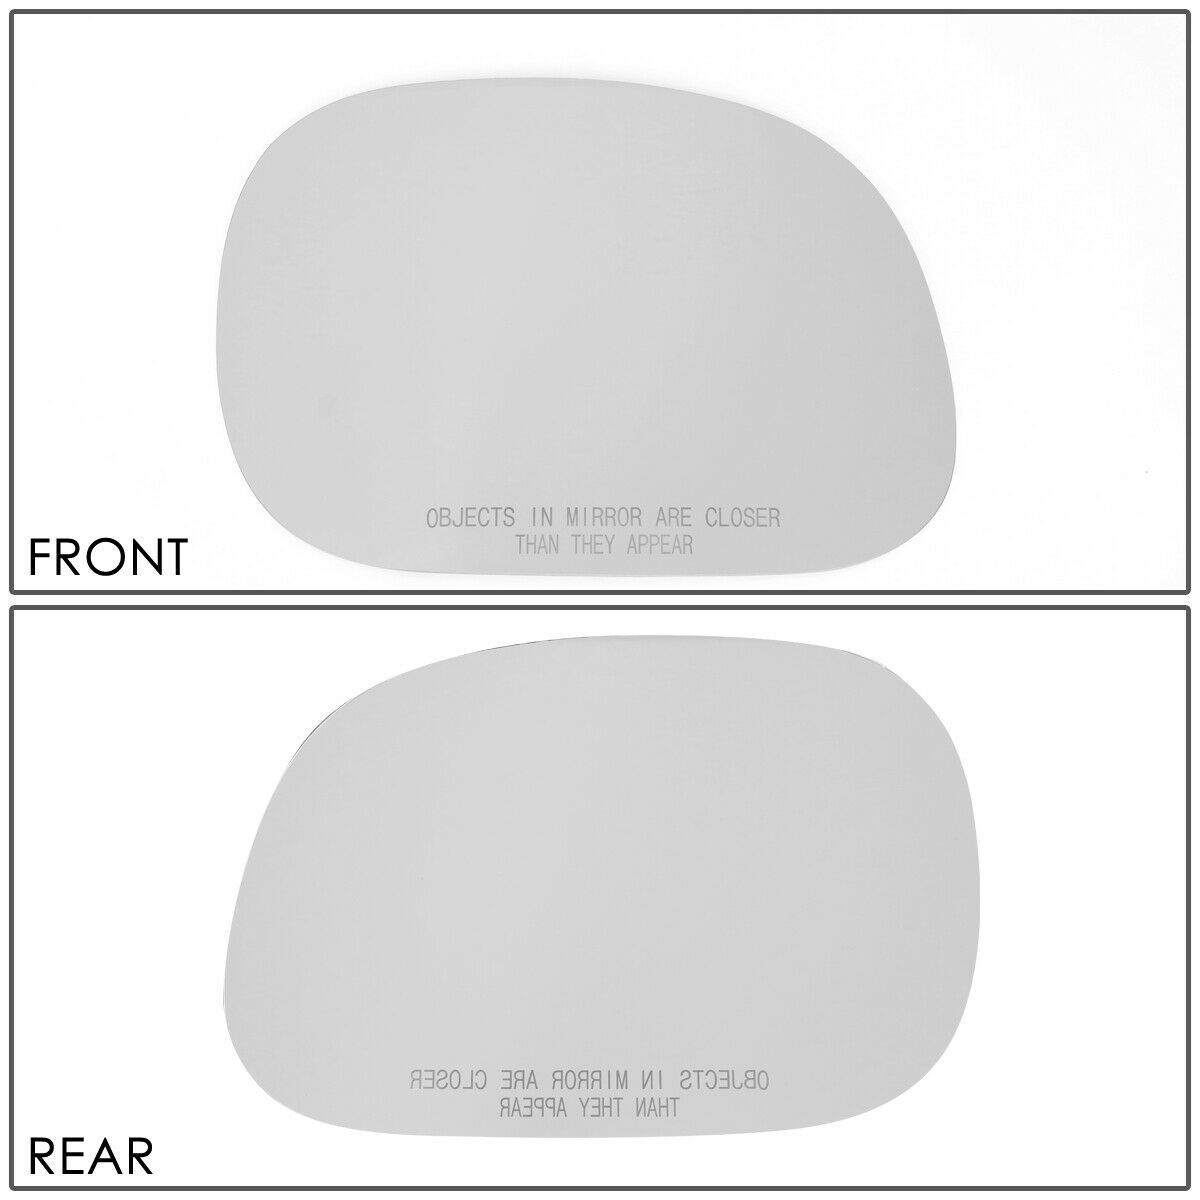 OBJECTS IN MIRROR ARE CLOSER
THAN THEY APPEAR
FRONT
OBJECTS IN MIRROR ARE CLOSER
THAN THEY APPEAR
REAR